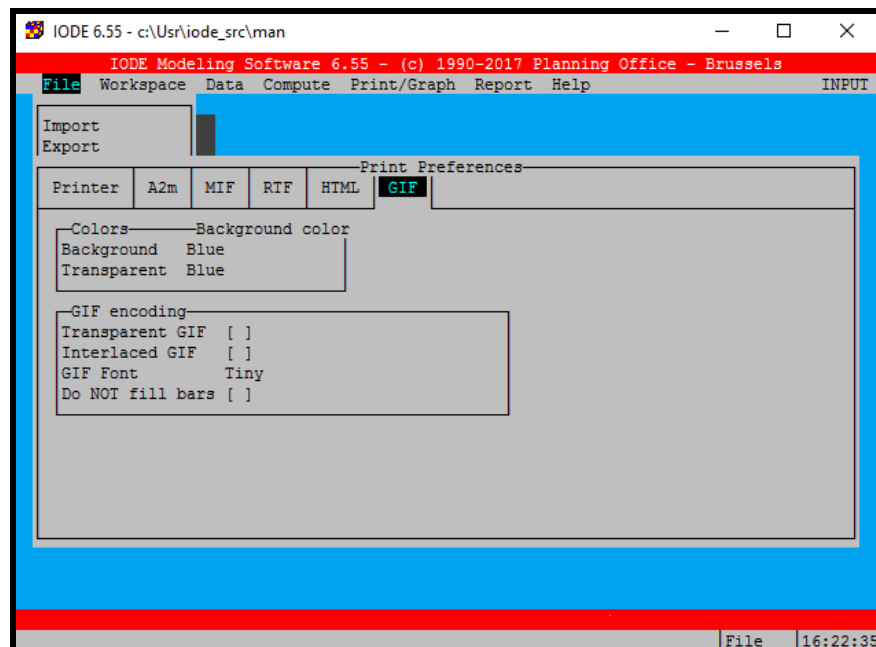 IODE 6.55 - c:\Usr\iode_src\man
IODE Modeling Software 6.55 - (c) 1990-2017 Planning Office - Brussels
File Workspace Data Compute Print/Graph Report Help INPUT
Import
Export
Print Preferences
Printer A2m MIF RTF HTML GIF
Colors Background color
Background Blue
Transparent Blue
GIF encoding
Transparent GIF [ ]
Interlaced GIF [ ]
GIF Font Tiny
Do NOT fill bars [ ]
File 16:22:35